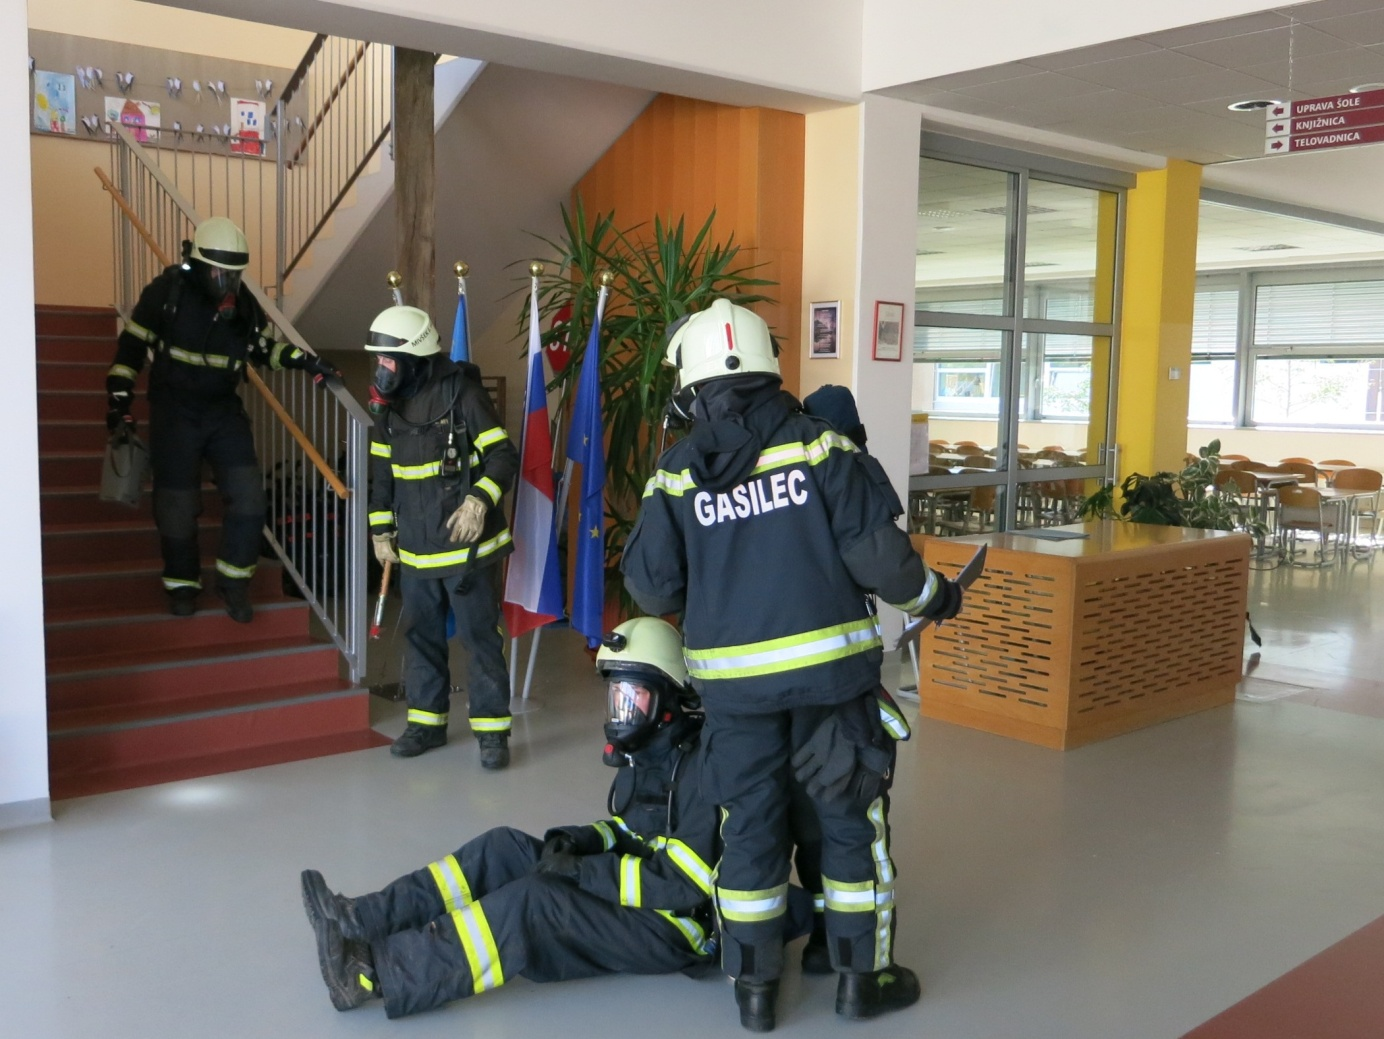 UPRAVA ŠOLE
KNJIŽNICA
TELOVADNICA
GASILEC